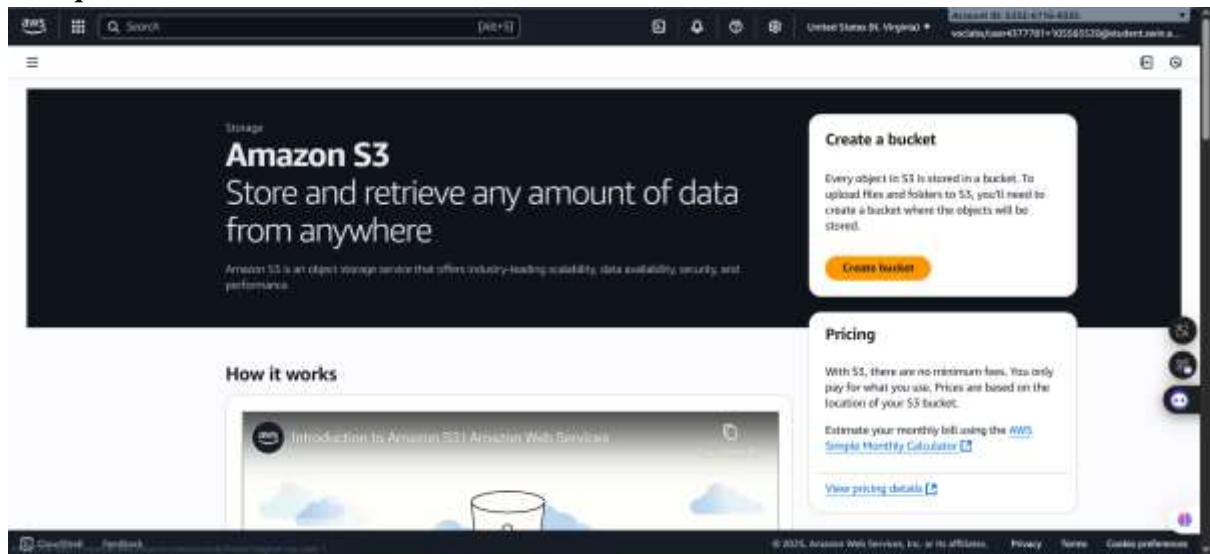 aws
Search
[Alt+S]
United States (N. Virginia)
Storage
Amazon S3
Store and retrieve any amount of data
from anywhere
Amazon S3 is an object storage service that offers industry-leading scalability, data availability, security, and
performance.
Create a bucket
Every object in S3 is stored in a bucket. To
upload files and folders to S3, you'll need to
create a bucket where the objects will be
stored.
Create bucket
Pricing
With S3, there are no minimum fees. You only
pay for what you use. Prices are based on the
location of your S3 bucket.
Estimate your monthly bill using the AWS
Simple Monthly Calculator
View pricing details
How it works
aws
Introduction to Amazon S3 | Amazon Web Services
CloudShell
Feedback
© 2025, Amazon Web Services, Inc. or its affiliates.
Privacy
Terms
Cookie preferences